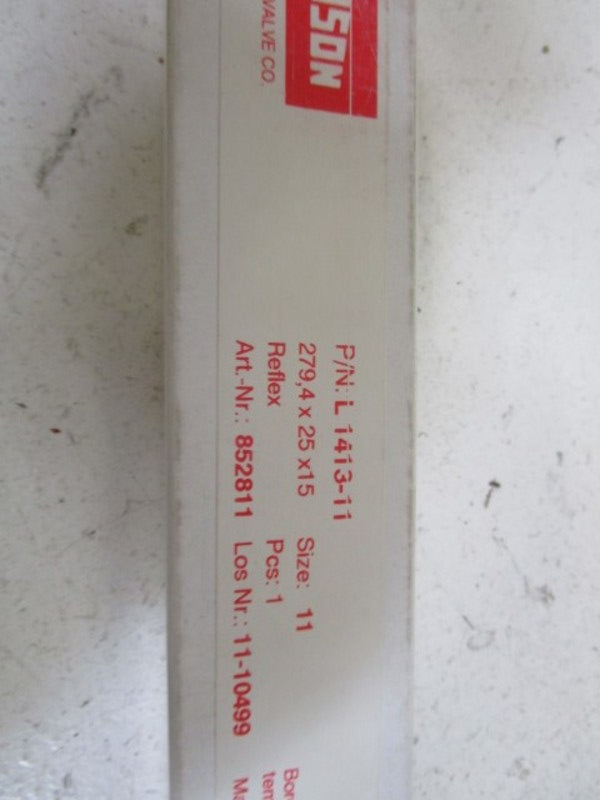 SON
VALVE CO.
P/N: L 1413-11
279,4 x 25 x15 Size: 11
Reflex Pcs: 1
Art.-Nr.: 852811 Los Nr.: 11-10499